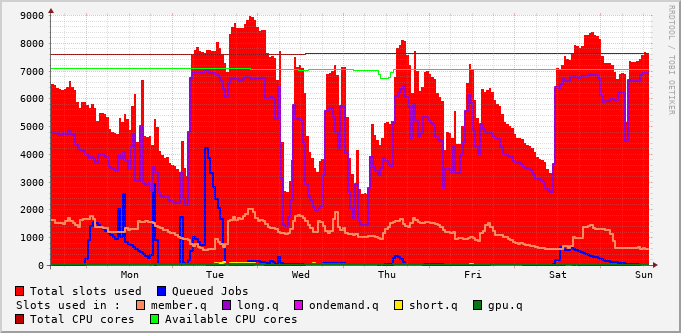 9000
8000
7000
6000
5000
4000
3000
2000
1000
0
Mon Tue Wed Thu Fri Sat Sun
RRDTOOL / TOBI OETIKER
Total slots used Queued Jobs
Slots used in : member.q long.q ondemand.q short.q gpu.q
Total CPU cores Available CPU cores